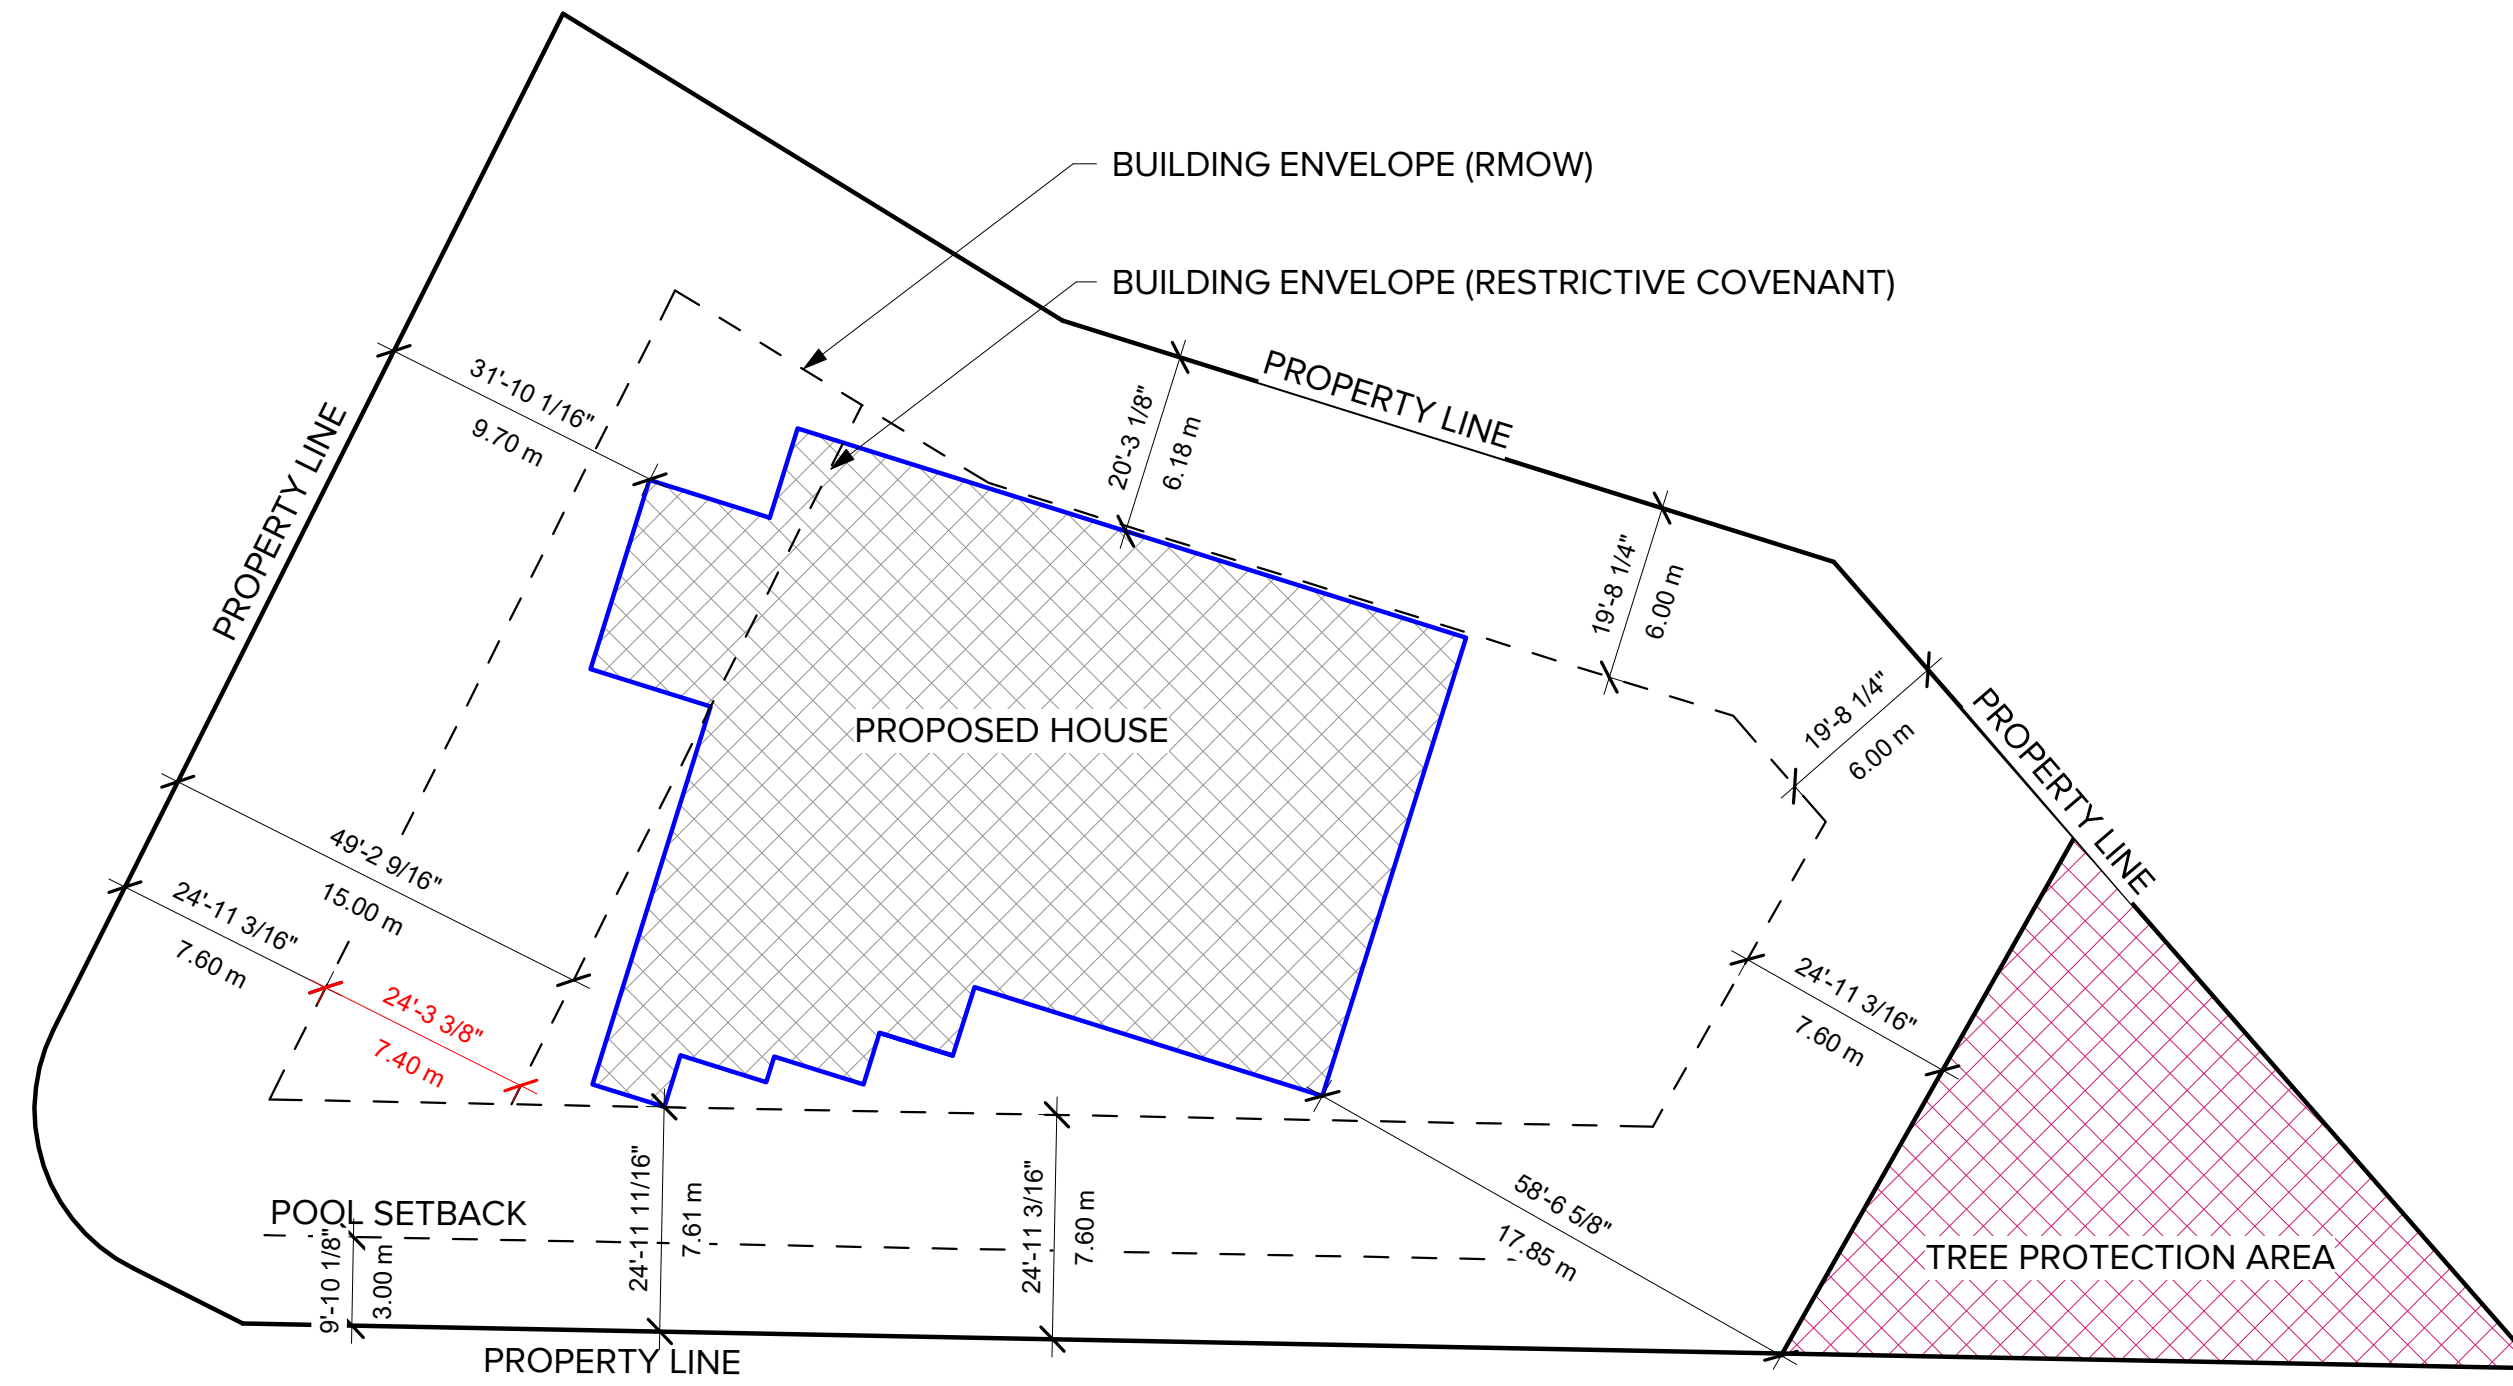 BUILDING ENVELOPE (RMOW)
BUILDING ENVELOPE (RESTRICTIVE COVENANT)
PROPERTY LINE
31'-10 1/16"
9.70 m
20'-3 1/8"
6.18 m
PROPERTY LINE
19'-8 1/4"
6.00 m
19'-8 1/4"
6.00 m
PROPERTY LINE
PROPOSED HOUSE
49'-2 9/16"
15.00 m
24'-11 3/16"
7.60 m
24'-3 3/8"
7.40 m
24'-11 3/16"
7.60 m
POOL SETBACK
9'-10 1/8"
3.00 m
24'-11 11/16"
7.61 m
24'-11 3/16"
7.60 m
58'-6 5/8"
17.85 m
TREE PROTECTION AREA
PROPERTY LINE